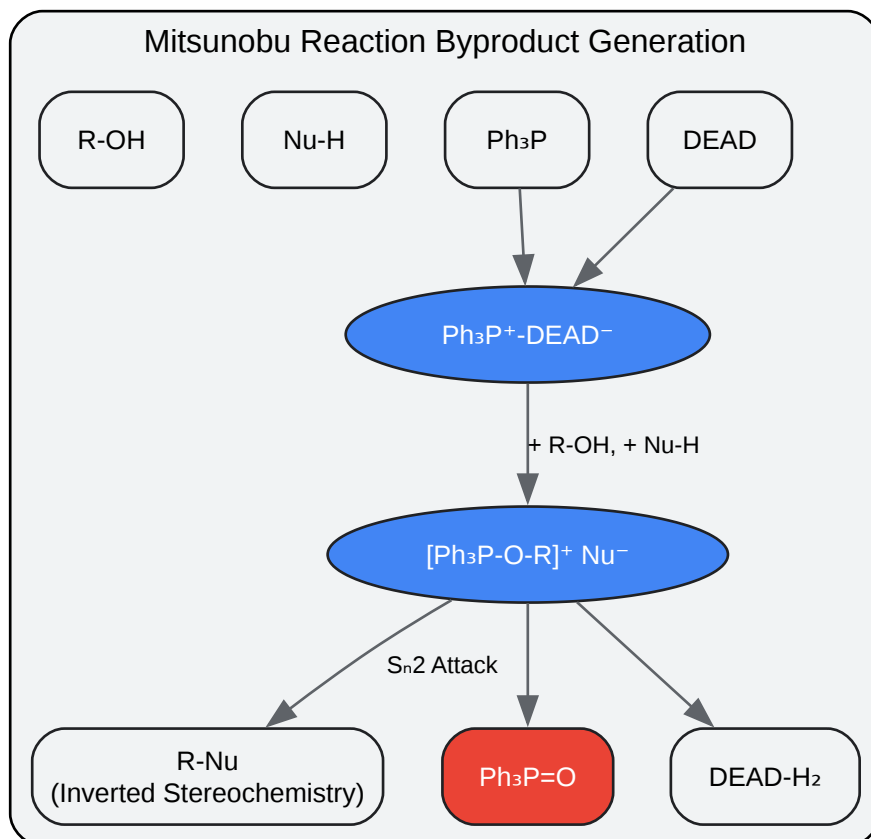 Mitsunobu Reaction Byproduct Generation
R-OH
Nu-H
Ph₃P
DEAD
Ph₃P⁺-DEAD⁻
+ R-OH, + Nu-H
[Ph₃P-O-R]⁺ Nu⁻
Sₙ2 Attack
R-Nu
(Inverted Stereochemistry)
Ph₃P=O
DEAD-H₂